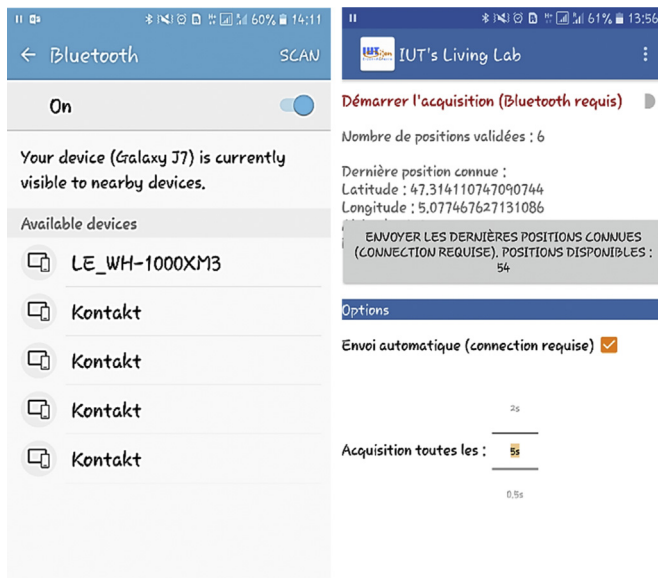 60% 14:11
Bluetooth SCAN
On
Your device (Galaxy J7) is currently
visible to nearby devices.
Available devices
LE_WH-1000XM3
Kontakt
Kontakt
Kontakt
Kontakt
61% 13:56
IUT's Living Lab
Démarrer l'acquisition (Bluetooth requis)
Nombre de positions validées : 6
Dernière position connue :
Latitude : 47.314110747090744
Longitude : 5.077467627131086
ENVOYER LES DERNIÈRES POSITIONS CONNUES
(CONNECTION REQUISE). POSITIONS DISPONIBLES :
54
Options
Envoi automatique (connection requise)
2s
Acquisition toutes les : 5s
0.5s